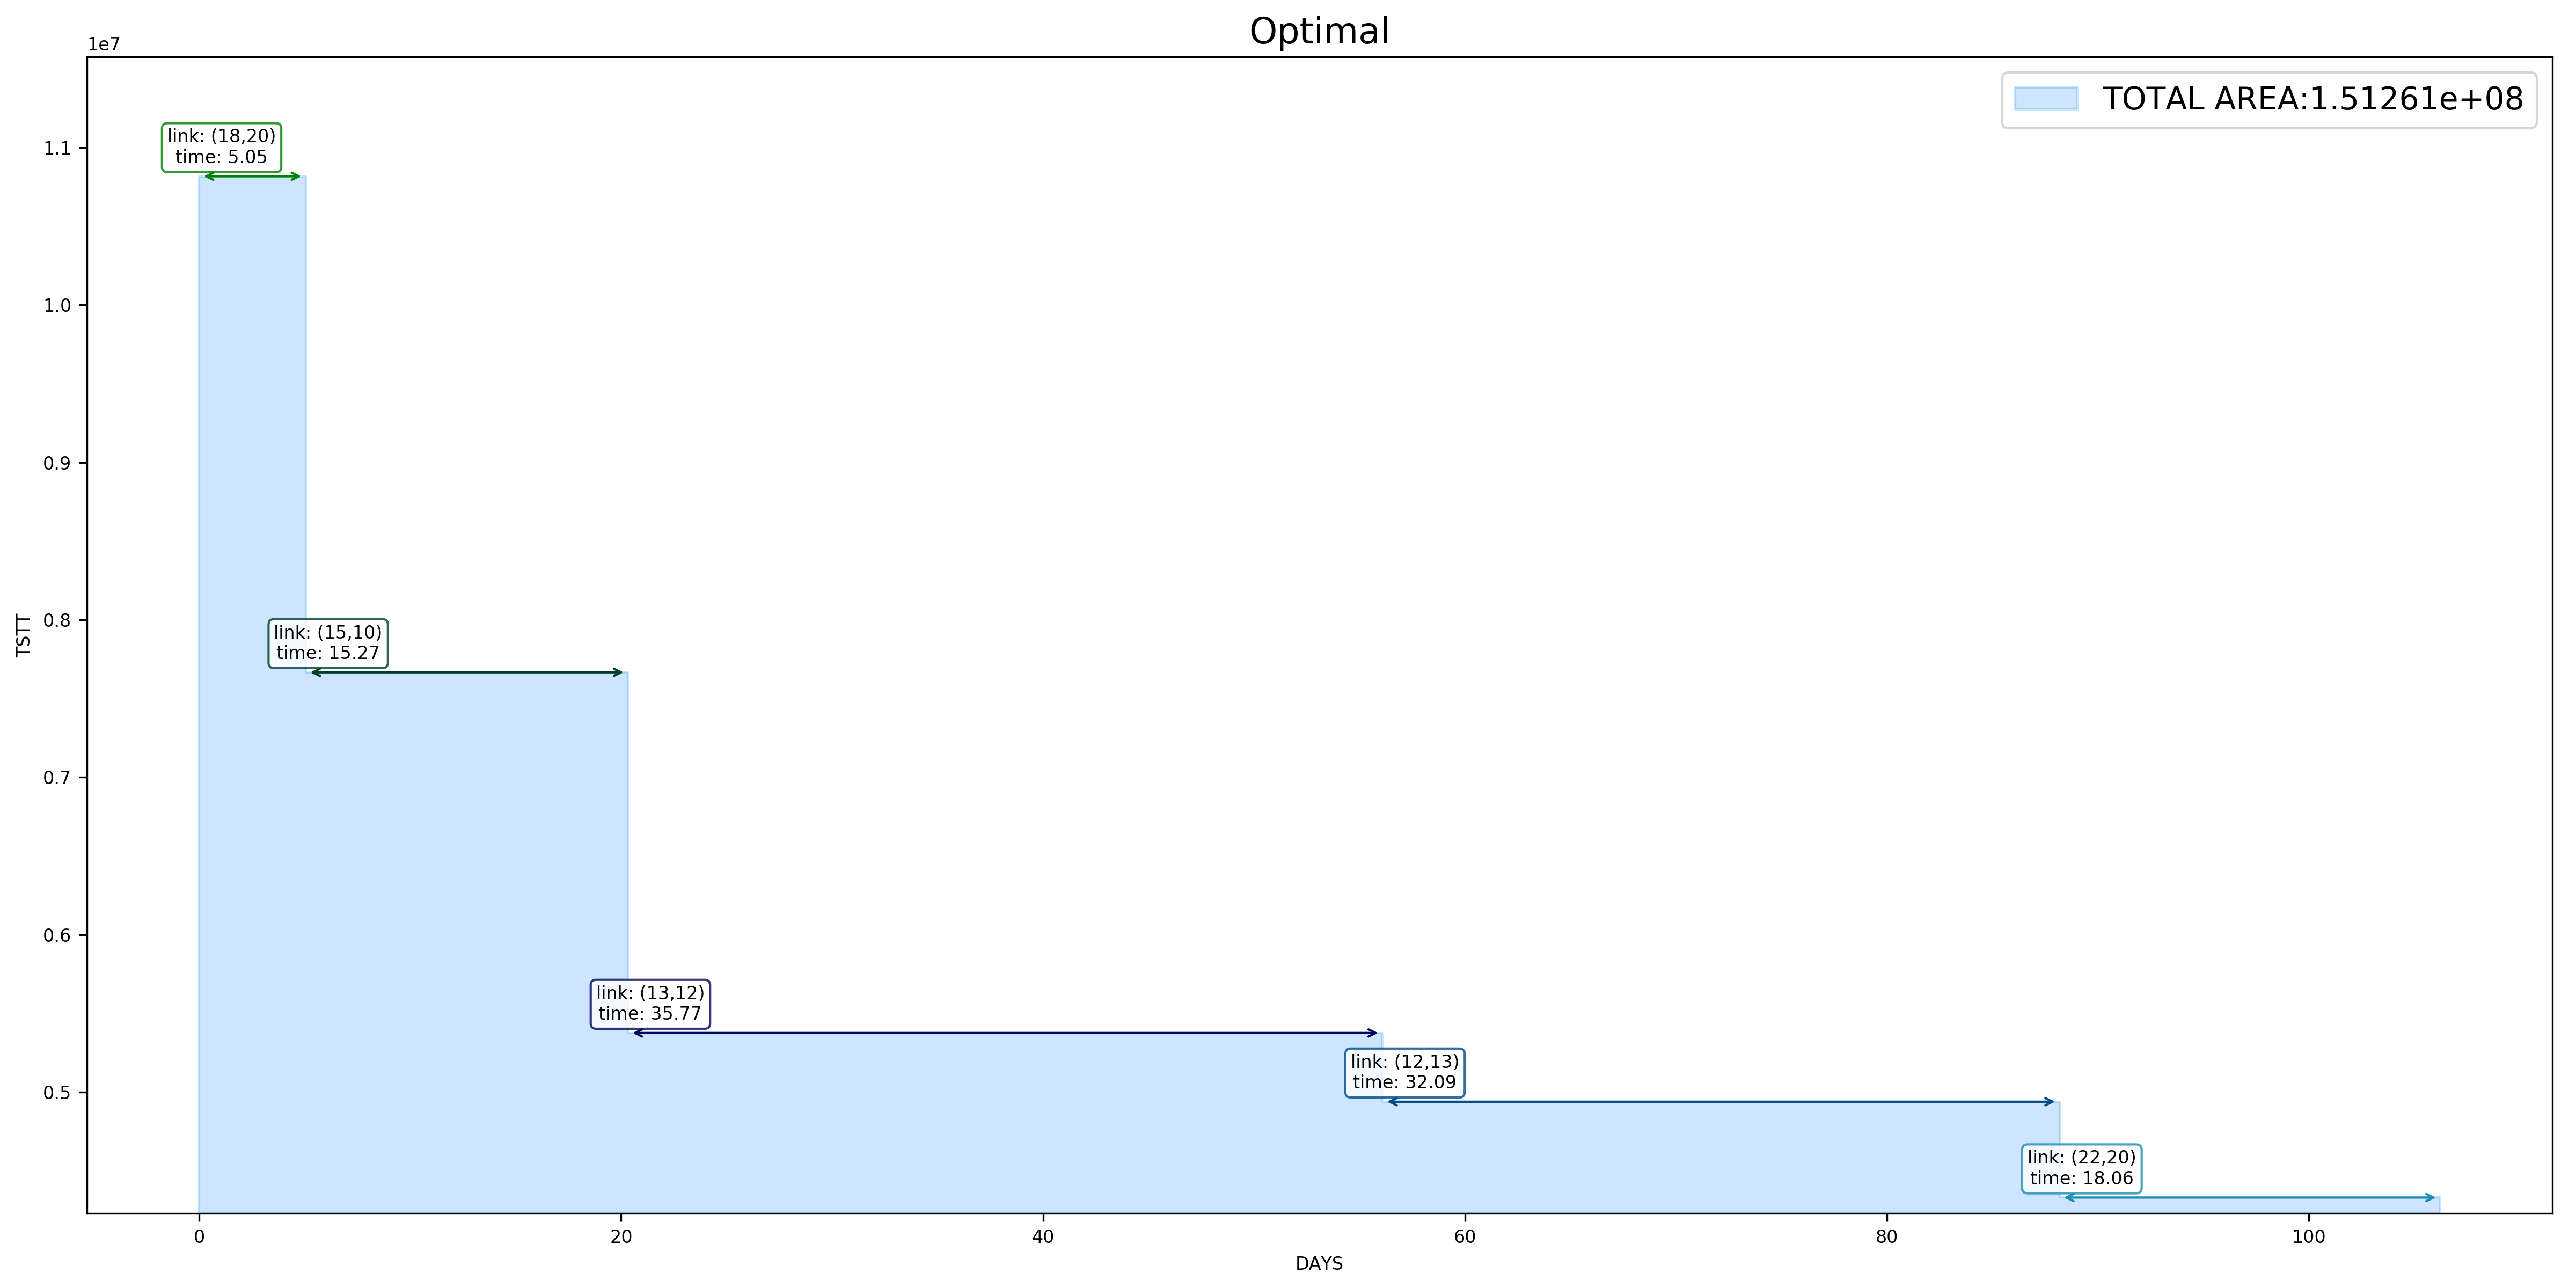 Optimal
1e7
TOTAL AREA:1.51261e+08
link: (18,20)
time: 5.05
1.1
1.0
0.9
0.8
link: (15,10)
time: 15.27
TSTT
0.7
0.6
link: (13,12)
time: 35.77
link: (12,13)
time: 32.09
0.5
link: (22,20)
time: 18.06
0
20
40
60
80
100
DAYS